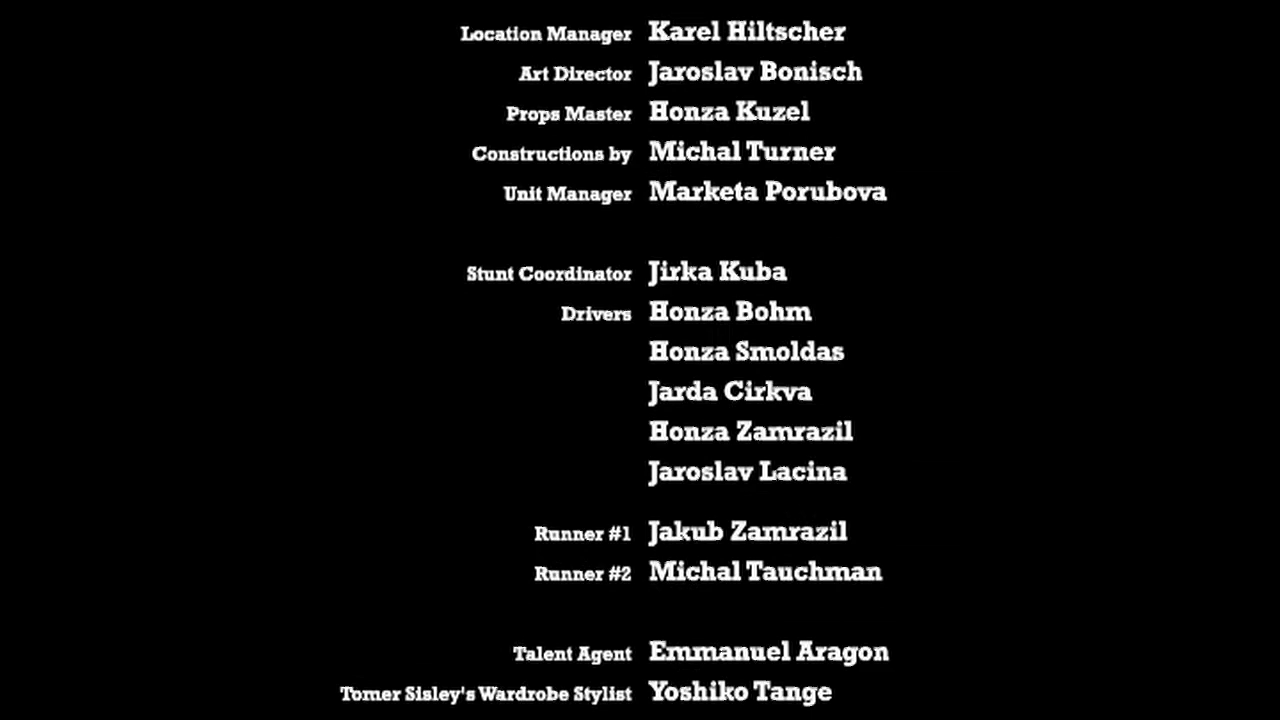 Location Manager Karel Hiltscher
Art Director Jaroslav Bonisch
Props Master Honza Kuzel
Constructions by Michal Turner
Unit Manager Marketa Porubova
Stunt Coordinator Jirka Kuba
Drivers Honza Bohm
Honza Smoldas
Jarda Cirkva
Honza Zamrazil
Jaroslav Lacina
Runner #1 Jakub Zamrazil
Runner #2 Michal Tauchman
Talent Agent Emmanuel Aragon
Tomer Sisley's Wardrobe Stylist Yoshiko Tange